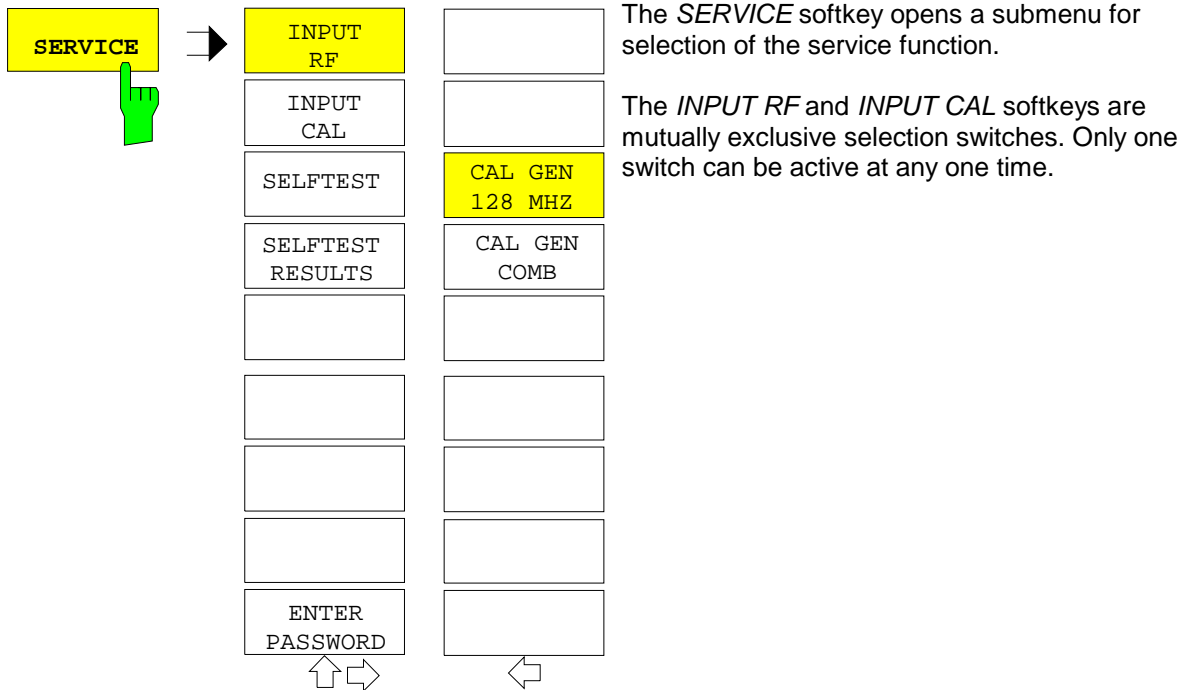 SERVICE
INPUT
RF
INPUT
CAL
SELFTEST
SELFTEST
RESULTS
ENTER
PASSWORD
CAL GEN
128 MHZ
CAL GEN
COMB
The SERVICE softkey opens a submenu for
selection of the service function.
The INPUT RF and INPUT CAL softkeys are
mutually exclusive selection switches. Only one
switch can be active at any one time.